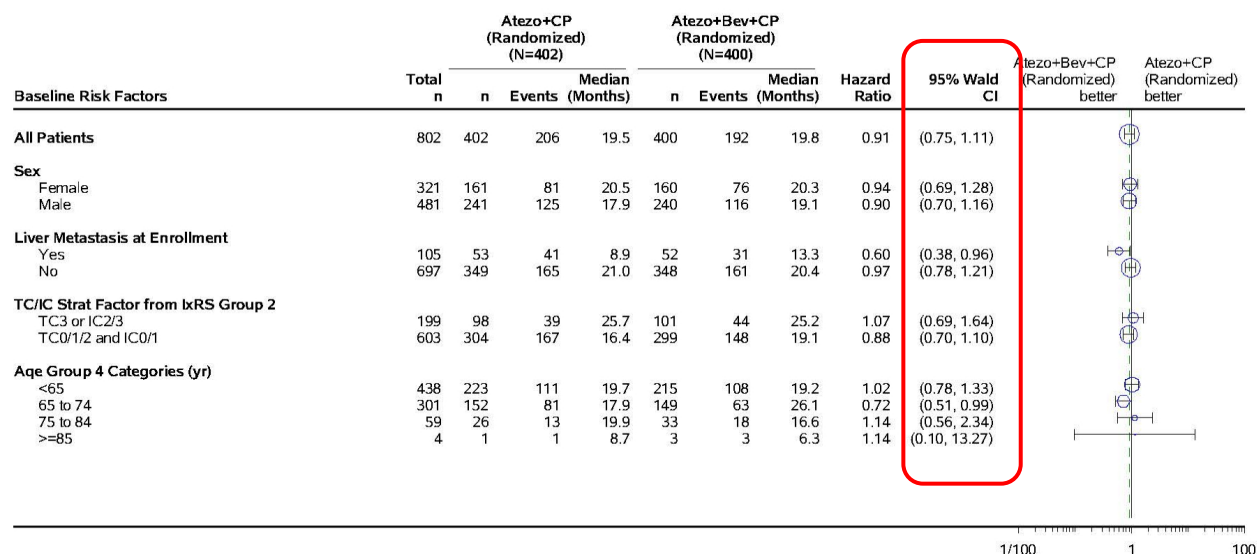 Atezo+CP Atezo+Bev+CP
(Randomized) (Randomized)
(N=402) (N=400) Atezo+Bev+CP Atezo+CP
Total Median Median Hazard 95% Wald (Randomized) (Randomized)
Baseline Risk Factors n n Events (Months) n Events (Months) Ratio CI better better
All Patients 802 402 206 19.5 400 192 19.8 0.91 (0.75, 1.11)
Sex
Female 321 161 81 20.5 160 76 20.3 0.94 (0.69, 1.28)
Male 481 241 125 17.9 240 116 19.1 0.90 (0.70, 1.16)
Liver Metastasis at Enrollment
Yes 105 53 41 8.9 52 31 13.3 0.60 (0.38, 0.96)
No 697 349 165 21.0 348 161 20.4 0.97 (0.78, 1.21)
TC/IC Strat Factor from IxRS Group 2
TC3 or IC2/3 199 98 39 25.7 101 44 25.2 1.07 (0.69, 1.64)
TC0/1/2 and IC0/1 603 304 167 16.4 299 148 19.1 0.88 (0.70, 1.10)
Age Group 4 Categories (yr)
<65 438 223 111 19.7 215 108 19.2 1.02 (0.78, 1.33)
65 to 74 301 152 81 17.9 149 63 26.1 0.72 (0.51, 0.99)
75 to 84 59 26 13 19.9 33 18 16.6 1.14 (0.56, 2.34)
>=85 4 1 1 8.7 3 3 6.3 1.14 (0.10, 13.27)
1/100 1 100